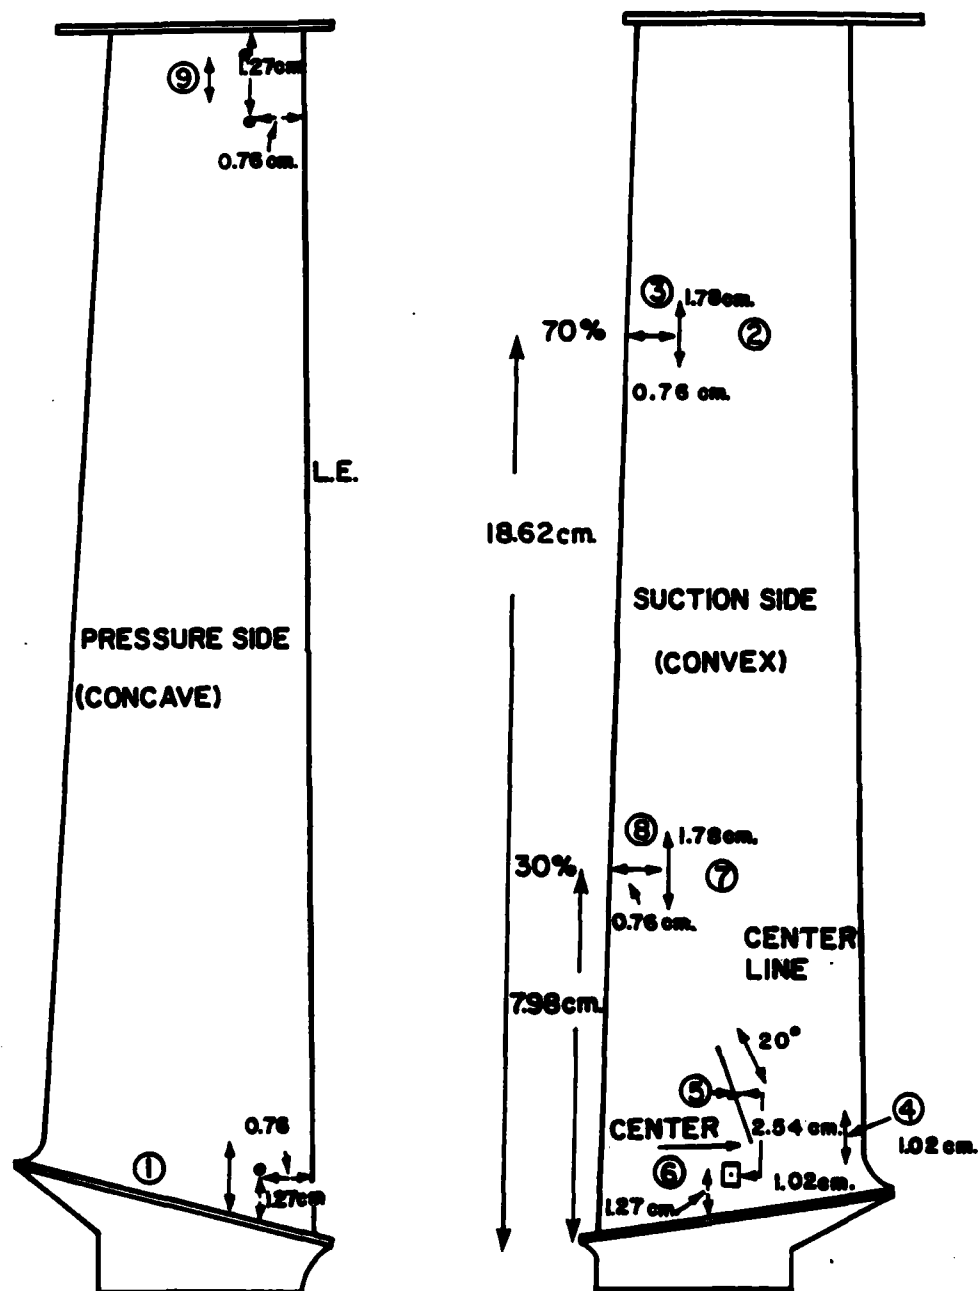 1.27cm
⑨
0.76 cm.
L.E.
PRESSURE SIDE
(CONCAVE)
0.76
①
1.27cm
③
1.78cm.
70%
②
0.76 cm.
18.62cm.
SUCTION SIDE
(CONVEX)
⑧
1.78cm.
30%
⑦
0.76 cm.
CENTER
LINE
7.98cm.
20°
⑤
④
CENTER
2.54 cm.
1.02 cm.
⑥
1.02cm.
1.27 cm.